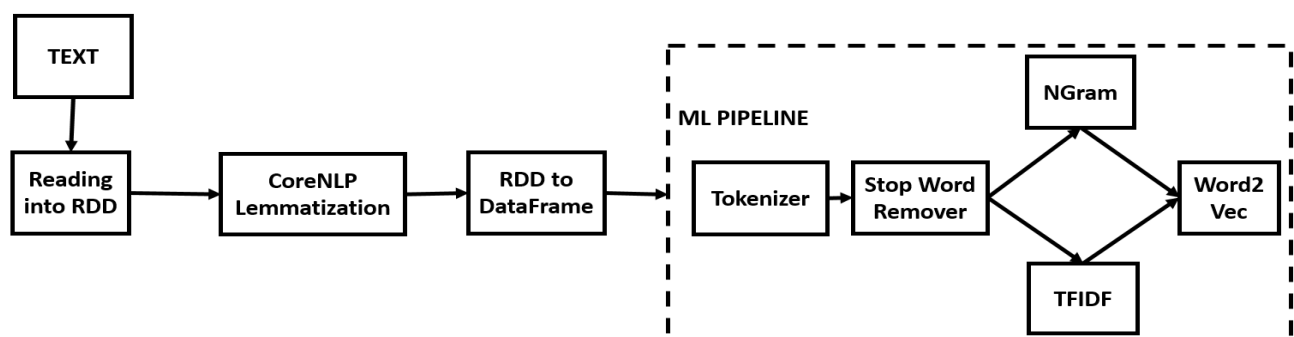 TEXT
Reading
into RDD
CoreNLP
Lemmatization
RDD to
DataFrame
ML PIPELINE
Tokenizer
Stop Word
Remover
NGram
TFIDF
Word2
Vec